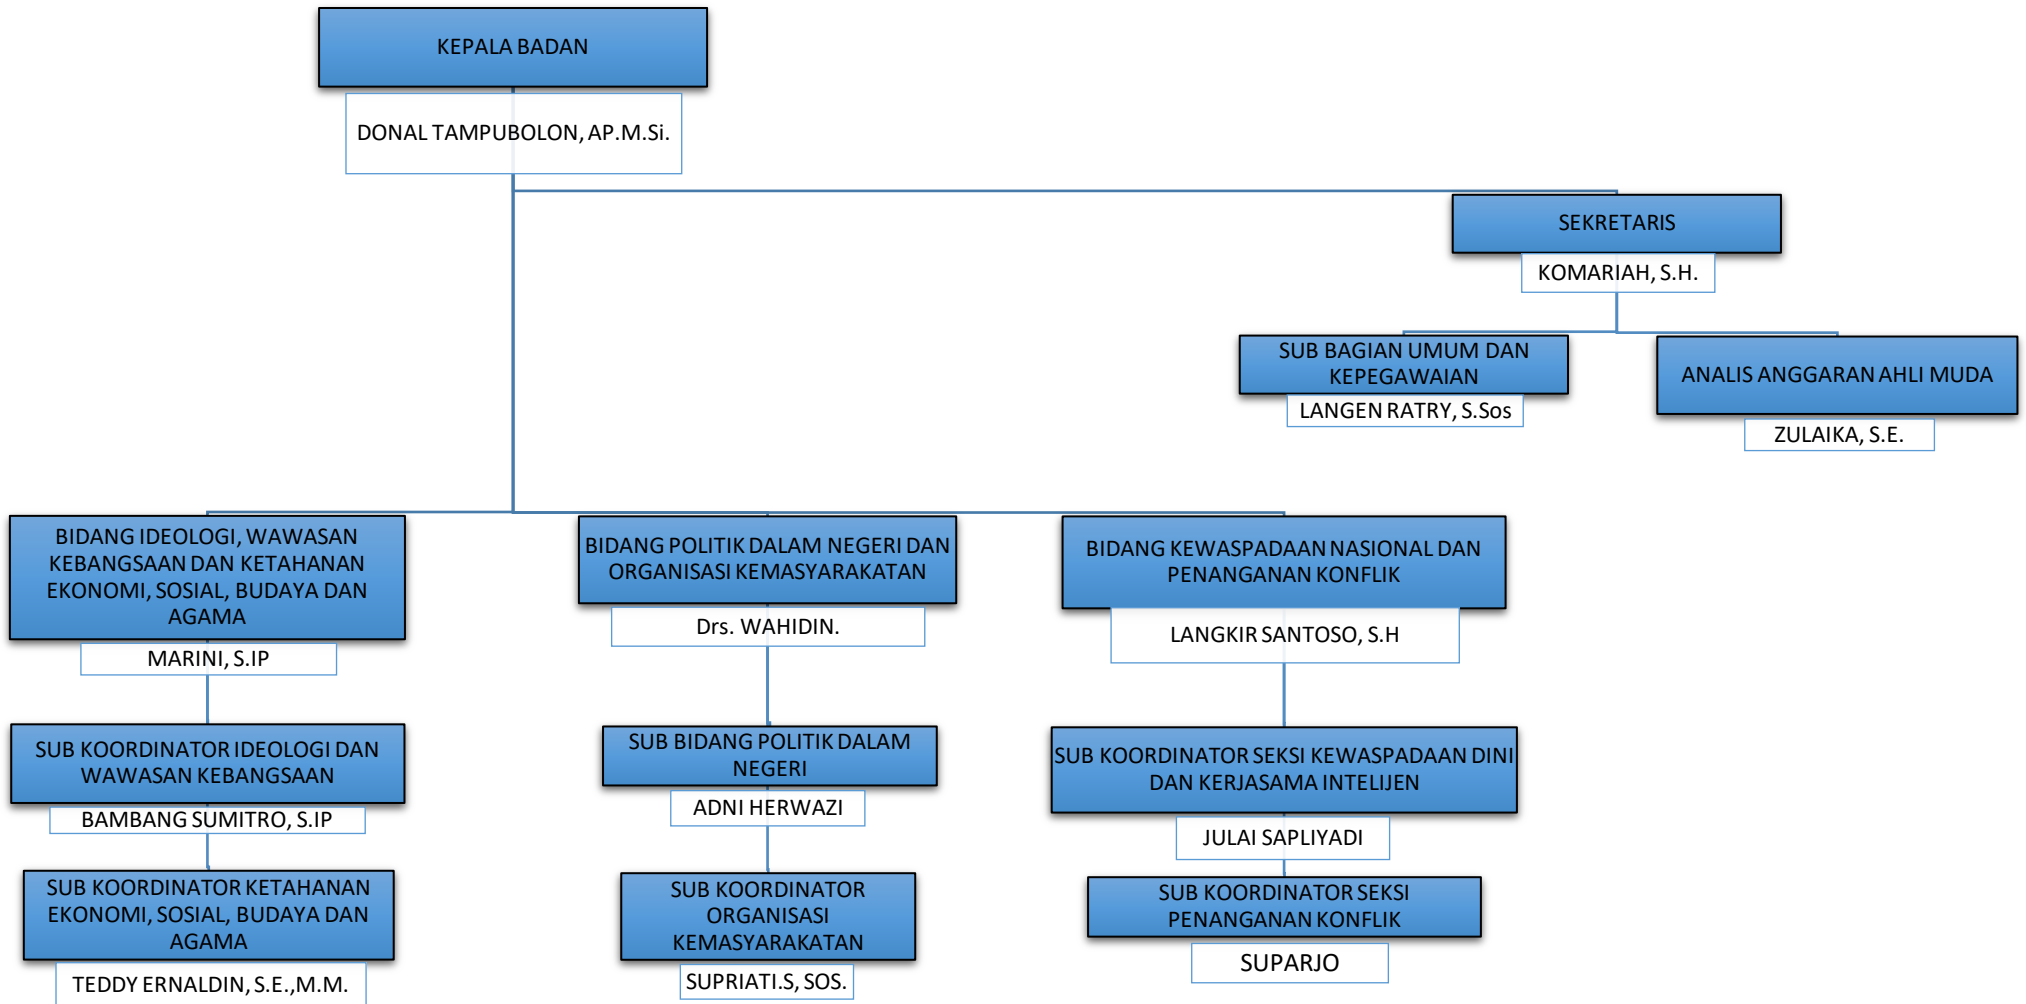 KEPALA BADAN
DONAL TAMPUBOLON, AP.M.Si.
SEKRETARIS
KOMARIAH, S.H.
SUB BAGIAN UMUM DAN
KEPEGAWAIAN
LANGEN RATRY, S.Sos
ANALIS ANGGARAN AHLI MUDA
ZULAIKA, S.E.
BIDANG IDEOLOGI, WAWASAN
KEBANGSAAN DAN KETAHANAN
EKONOMI, SOSIAL, BUDAYA DAN
AGAMA
MARINI, S.IP
SUB KOORDINATOR IDEOLOGI DAN
WAWASAN KEBANGSAAN
BAMBANG SUMITRO, S.IP
SUB KOORDINATOR KETAHANAN
EKONOMI, SOSIAL, BUDAYA DAN
AGAMA
TEDDY ERNALDIN, S.E.,M.M.
BIDANG POLITIK DALAM NEGERI DAN
ORGANISASI KEMASYARAKATAN
Drs. WAHIDIN.
SUB BIDANG POLITIK DALAM
NEGERI
ADNI HERWAZI
SUB KOORDINATOR
ORGANISASI
KEMASYARAKATAN
SUPRIATI.S, SOS.
BIDANG KEWASPADAAN NASIONAL DAN
PENANGANAN KONFLIK
LANGKIR SANTOSO, S.H
SUB KOORDINATOR SEKSI KEWASPADAAN DINI
DAN KERJASAMA INTELIJEN
JULAI SAPLIYADI
SUB KOORDINATOR SEKSI
PENANGANAN KONFLIK
SUPARJO